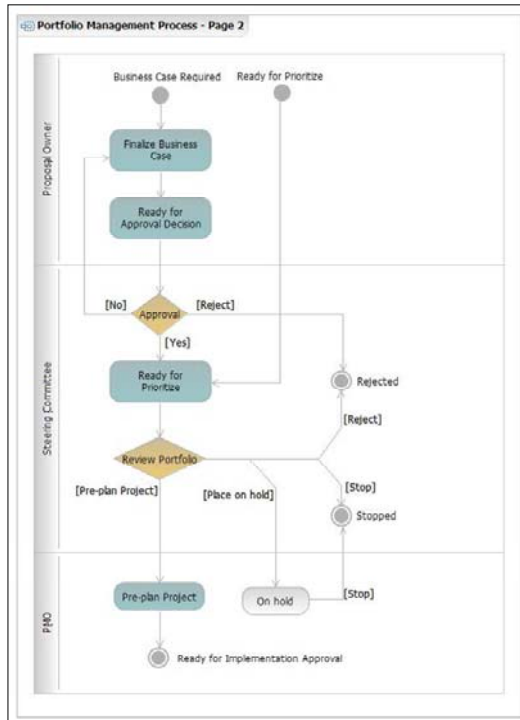 Portfolio Management Process - Page 2
Business Case Required
Ready for Prioritize
Proposal Owner
Finalize Business
Case
Ready for
Approval Decision
Steering Committee
[No]
Approval
[Reject]
[Yes]
Ready for
Prioritize
Rejected
[Reject]
Review Portfolio
[Pre-plan Project]
[Place on hold]
[Stop]
Stopped
PMO
Pre-plan Project
On hold
[Stop]
Ready for Implementation Approval